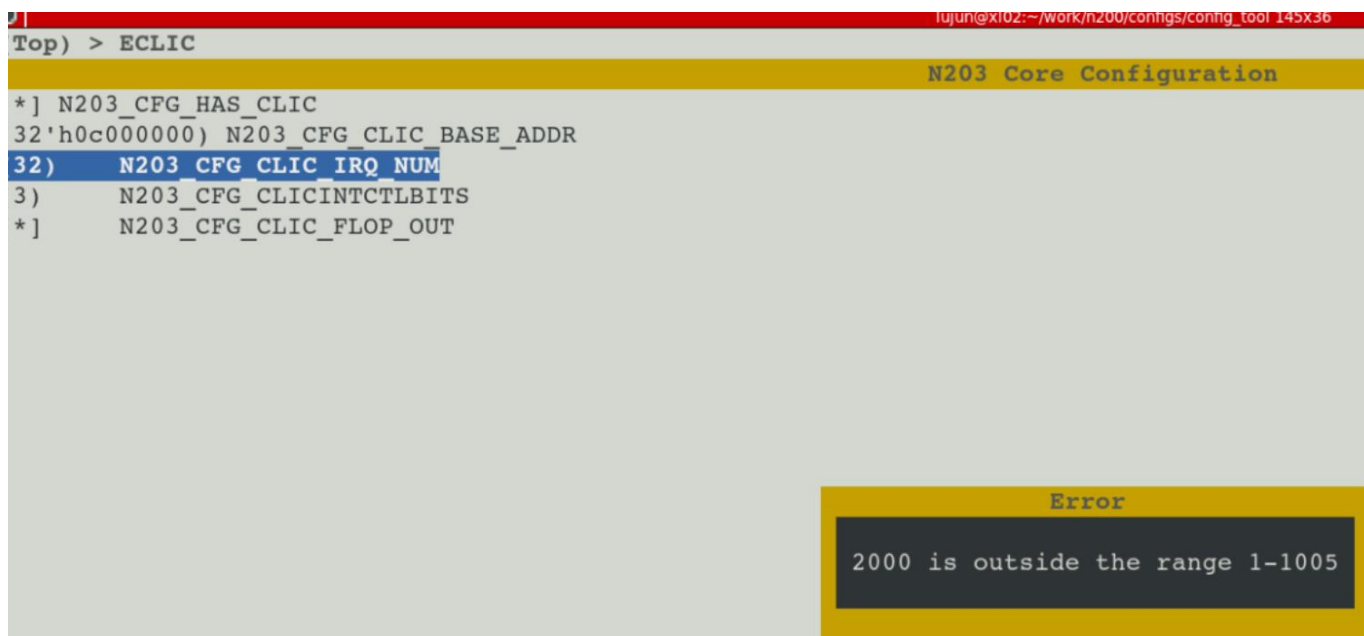 lujun@xl02:~/work/n200/configs/config_tool 145x36
Top) > ECLIC
N203 Core Configuration
*] N203_CFG_HAS_CLIC
32'h0c000000) N203_CFG_CLIC_BASE_ADDR
32) N203_CFG_CLIC_IRQ_NUM
3) N203_CFG_CLICINTCTLBITS
*] N203_CFG_CLIC_FLOP_OUT
Error
2000 is outside the range 1-1005